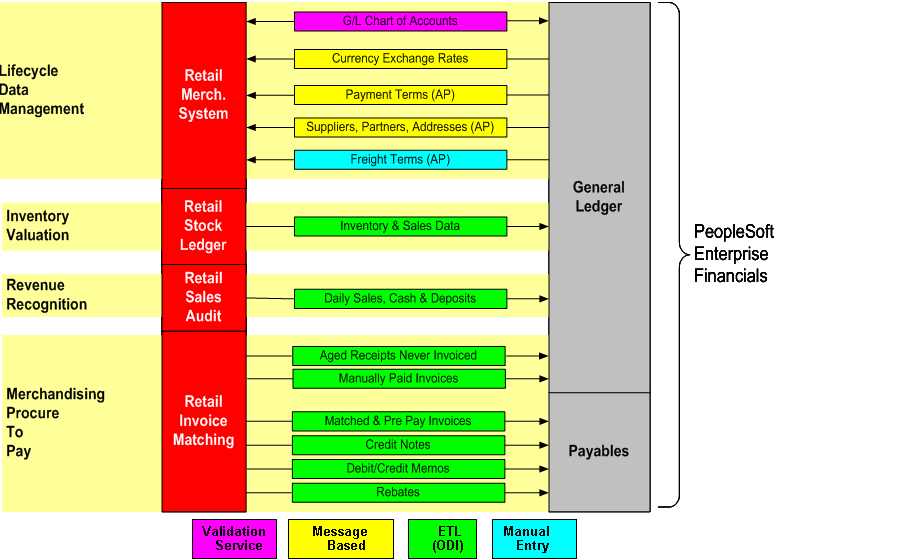 Lifecycle
Data
Management
Retail
Merch.
System
G/L Chart of Accounts
Currency Exchange Rates
Payment Terms (AP)
Suppliers, Partners, Addresses (AP)
Freight Terms (AP)
General
Ledger
PeopleSoft
Enterprise
Financials
Inventory
Valuation
Retail
Stock
Ledger
Inventory & Sales Data
Revenue
Recognition
Retail
Sales
Audit
Daily Sales, Cash & Deposits
Merchandising
Procure
To
Pay
Retail
Invoice
Matching
Aged Receipts Never Invoiced
Manually Paid Invoices
Matched & Pre Pay Invoices
Credit Notes
Debit/Credit Memos
Rebates
Payables
Validation
Service
Message
Based
ETL
(ODI)
Manual
Entry